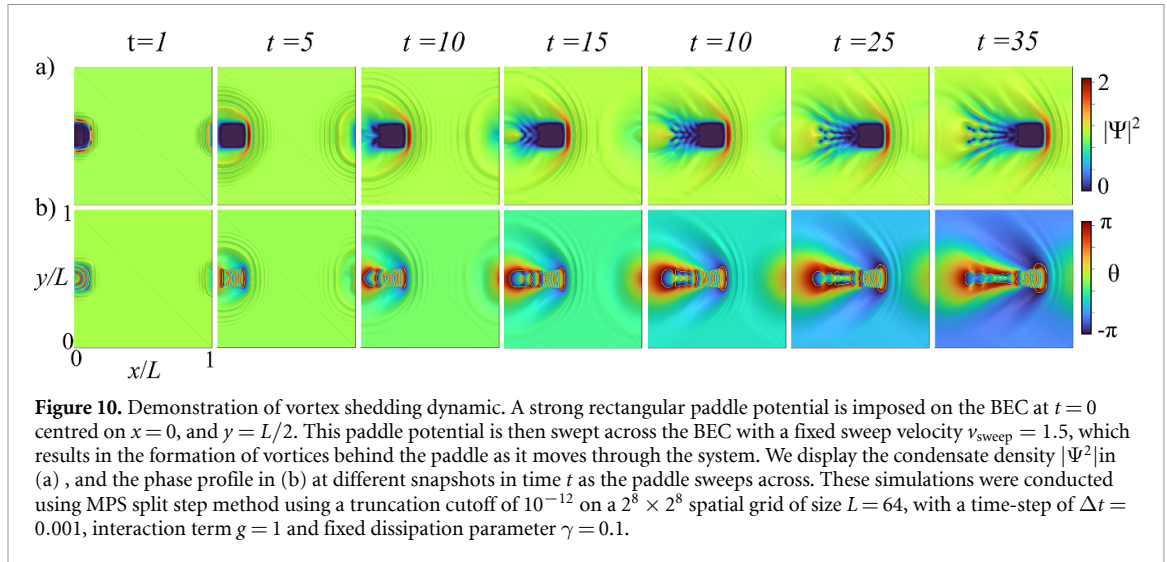 t=1 t =5 t =10 t =15 t =10 t =25 t =35
a)
2
|Ψ|²
0
b) 1
π
y/L
θ
0
-π
0 1
x/L
Figure 10. Demonstration of vortex shedding dynamic. A strong rectangular paddle potential is imposed on the BEC at t = 0
centred on x = 0, and y = L/2. This paddle potential is then swept across the BEC with a fixed sweep velocity νsweep = 1.5, which
results in the formation of vortices behind the paddle as it moves through the system. We display the condensate density |Ψ²|in
(a) , and the phase profile in (b) at different snapshots in time t as the paddle sweeps across. These simulations were conducted
using MPS split step method using a truncation cutoff of 10⁻¹² on a 2⁸ × 2⁸ spatial grid of size L = 64, with a time-step of Δt =
0.001, interaction term g = 1 and fixed dissipation parameter γ = 0.1.